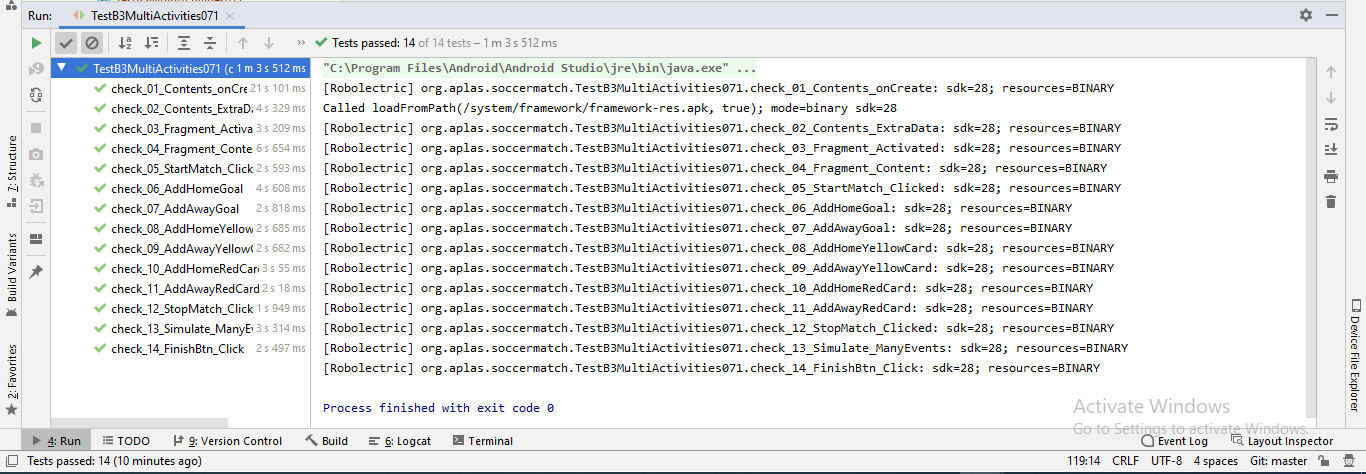 Run: TestB3MultiActivities071
Tests passed: 14 of 14 tests – 1 m 3 s 512 ms
TestB3MultiActivities071 (c 1 m 3 s 512 ms
check_01_Contents_onCre 21 s 101 ms
check_02_Contents_ExtraDa 4 s 329 ms
check_03_Fragment_Activa 3 s 209 ms
check_04_Fragment_Conte 6 s 654 ms
check_05_StartMatch_Click 2 s 593 ms
check_06_AddHomeGoal 4 s 608 ms
check_07_AddAwayGoal 2 s 818 ms
check_08_AddHomeYellow 2 s 685 ms
check_09_AddAwayYellow( 2 s 682 ms
check_10_AddHomeRedCar 3 s 55 ms
check_11_AddAwayRedCard 2 s 18 ms
check_12_StopMatch_Click 1 s 949 ms
check_13_Simulate_ManyEv 3 s 314 ms
check_14_FinishBtn_Click 2 s 497 ms
"C:\Program Files\Android\Android Studio\jre\bin\java.exe" ...
[Robolectric] org.aplas.soccermatch.TestB3MultiActivities071.check_01_Contents_onCreate: sdk=28; resources=BINARY
Called loadFromPath(/system/framework/framework-res.apk, true); mode=binary sdk=28
[Robolectric] org.aplas.soccermatch.TestB3MultiActivities071.check_02_Contents_ExtraData: sdk=28; resources=BINARY
[Robolectric] org.aplas.soccermatch.TestB3MultiActivities071.check_03_Fragment_Activated: sdk=28; resources=BINARY
[Robolectric] org.aplas.soccermatch.TestB3MultiActivities071.check_04_Fragment_Content: sdk=28; resources=BINARY
[Robolectric] org.aplas.soccermatch.TestB3MultiActivities071.check_05_StartMatch_Clicked: sdk=28; resources=BINARY
[Robolectric] org.aplas.soccermatch.TestB3MultiActivities071.check_06_AddHomeGoal: sdk=28; resources=BINARY
[Robolectric] org.aplas.soccermatch.TestB3MultiActivities071.check_07_AddAwayGoal: sdk=28; resources=BINARY
[Robolectric] org.aplas.soccermatch.TestB3MultiActivities071.check_08_AddHomeYellowCard: sdk=28; resources=BINARY
[Robolectric] org.aplas.soccermatch.TestB3MultiActivities071.check_09_AddAwayYellowCard: sdk=28; resources=BINARY
[Robolectric] org.aplas.soccermatch.TestB3MultiActivities071.check_10_AddHomeRedCard: sdk=28; resources=BINARY
[Robolectric] org.aplas.soccermatch.TestB3MultiActivities071.check_11_AddAwayRedCard: sdk=28; resources=BINARY
[Robolectric] org.aplas.soccermatch.TestB3MultiActivities071.check_12_StopMatch_Clicked: sdk=28; resources=BINARY
[Robolectric] org.aplas.soccermatch.TestB3MultiActivities071.check_13_Simulate_ManyEvents: sdk=28; resources=BINARY
[Robolectric] org.aplas.soccermatch.TestB3MultiActivities071.check_14_FinishBtn_Click: sdk=28; resources=BINARY
Process finished with exit code 0
Z: Structure
Build Variants
2: Favorites
Device File Explorer
Activate Windows
Go to Settings to activate Windows.
4: Run TODO 9: Version Control Build 6: Logcat Terminal Event Log Layout Inspector
Tests passed: 14 (10 minutes ago) 119:14 CRLF UTF-8 4 spaces Git: master